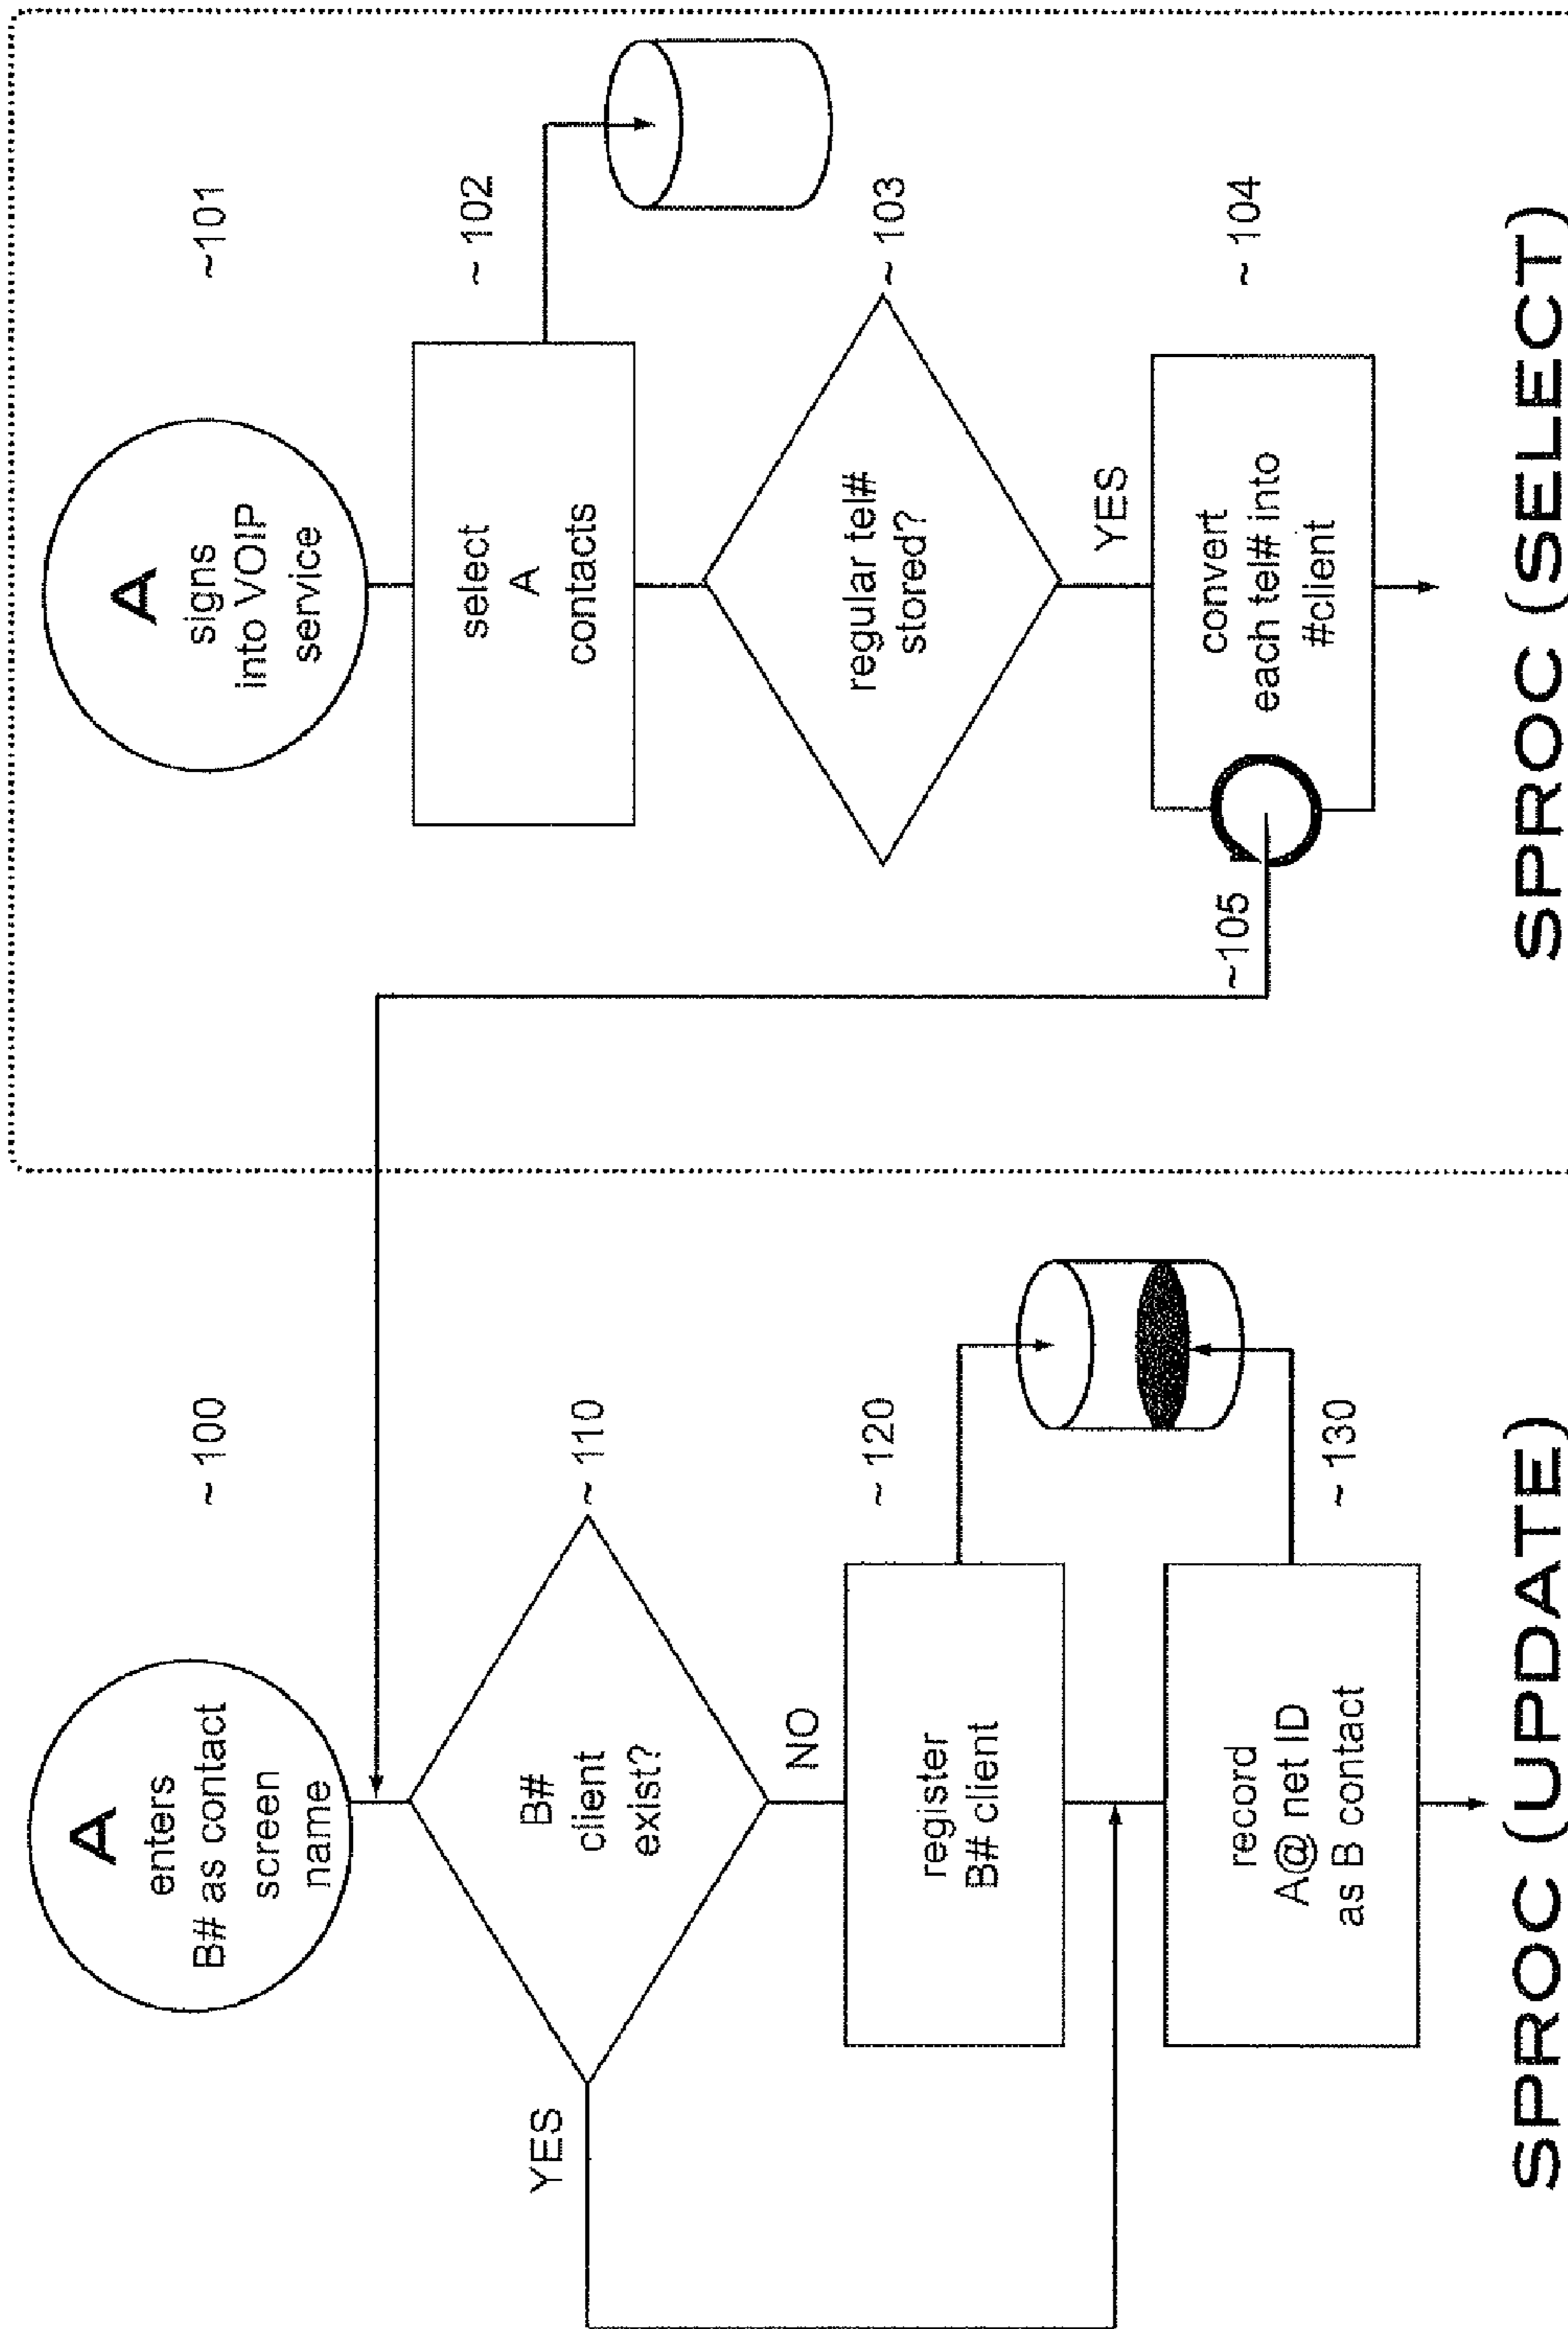 A
enters
B# as contact
screen
name
~ 100
B#
client
exist?
~ 110
YES
NO
register
B# client
~ 120
record
A@ net ID
as B contact
~ 130
SPROC (UPDATE)
A
signs
into VOIP
service
~101
select
A
contacts
~ 102
regular tel#
stored?
~ 103
YES
convert
each tel# into
#client
~ 104
~105
SPROC (SELECT)